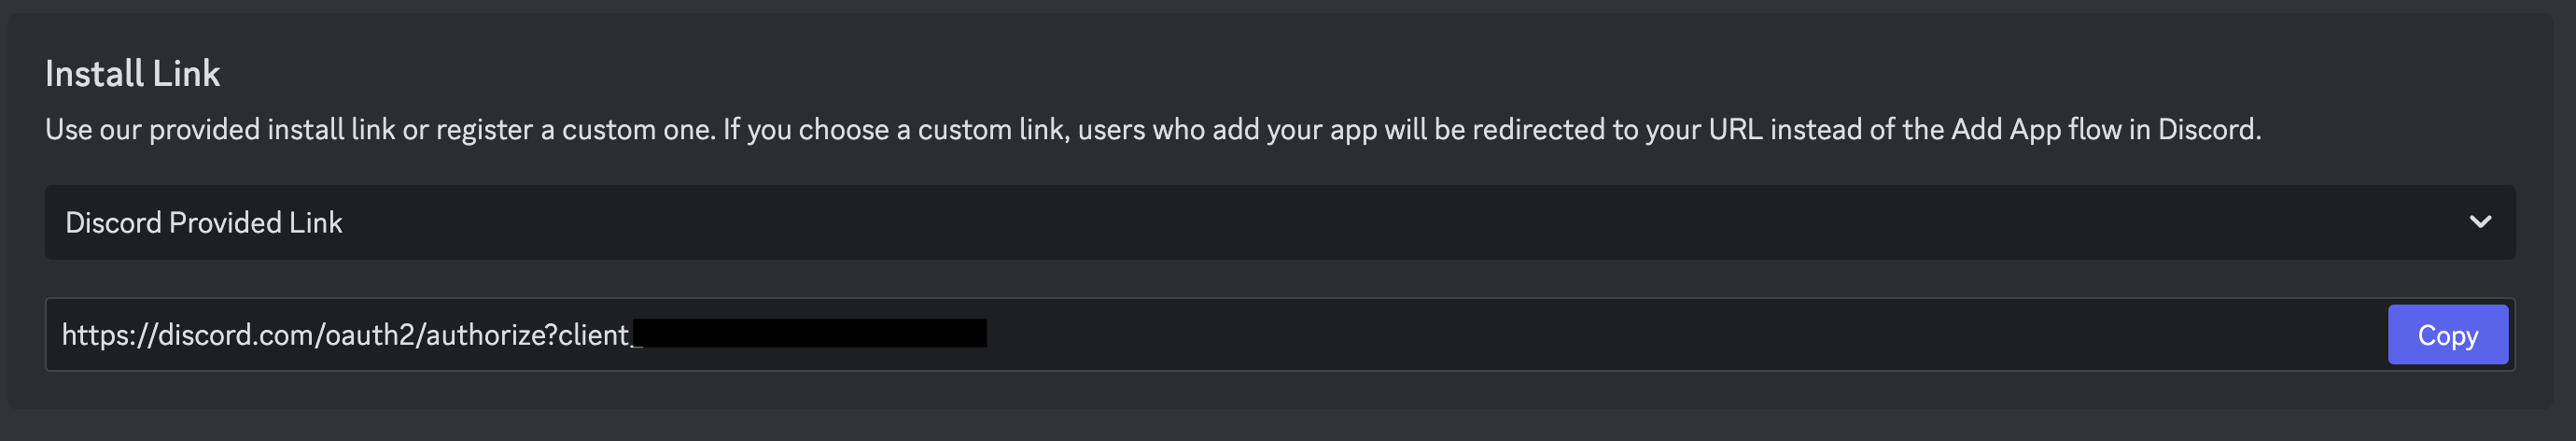 Install Link
Use our provided install link or register a custom one. If you choose a custom link, users who add your app will be redirected to your URL instead of the Add App flow in Discord.
Discord Provided Link
https://discord.com/oauth2/authorize?client_
Copy